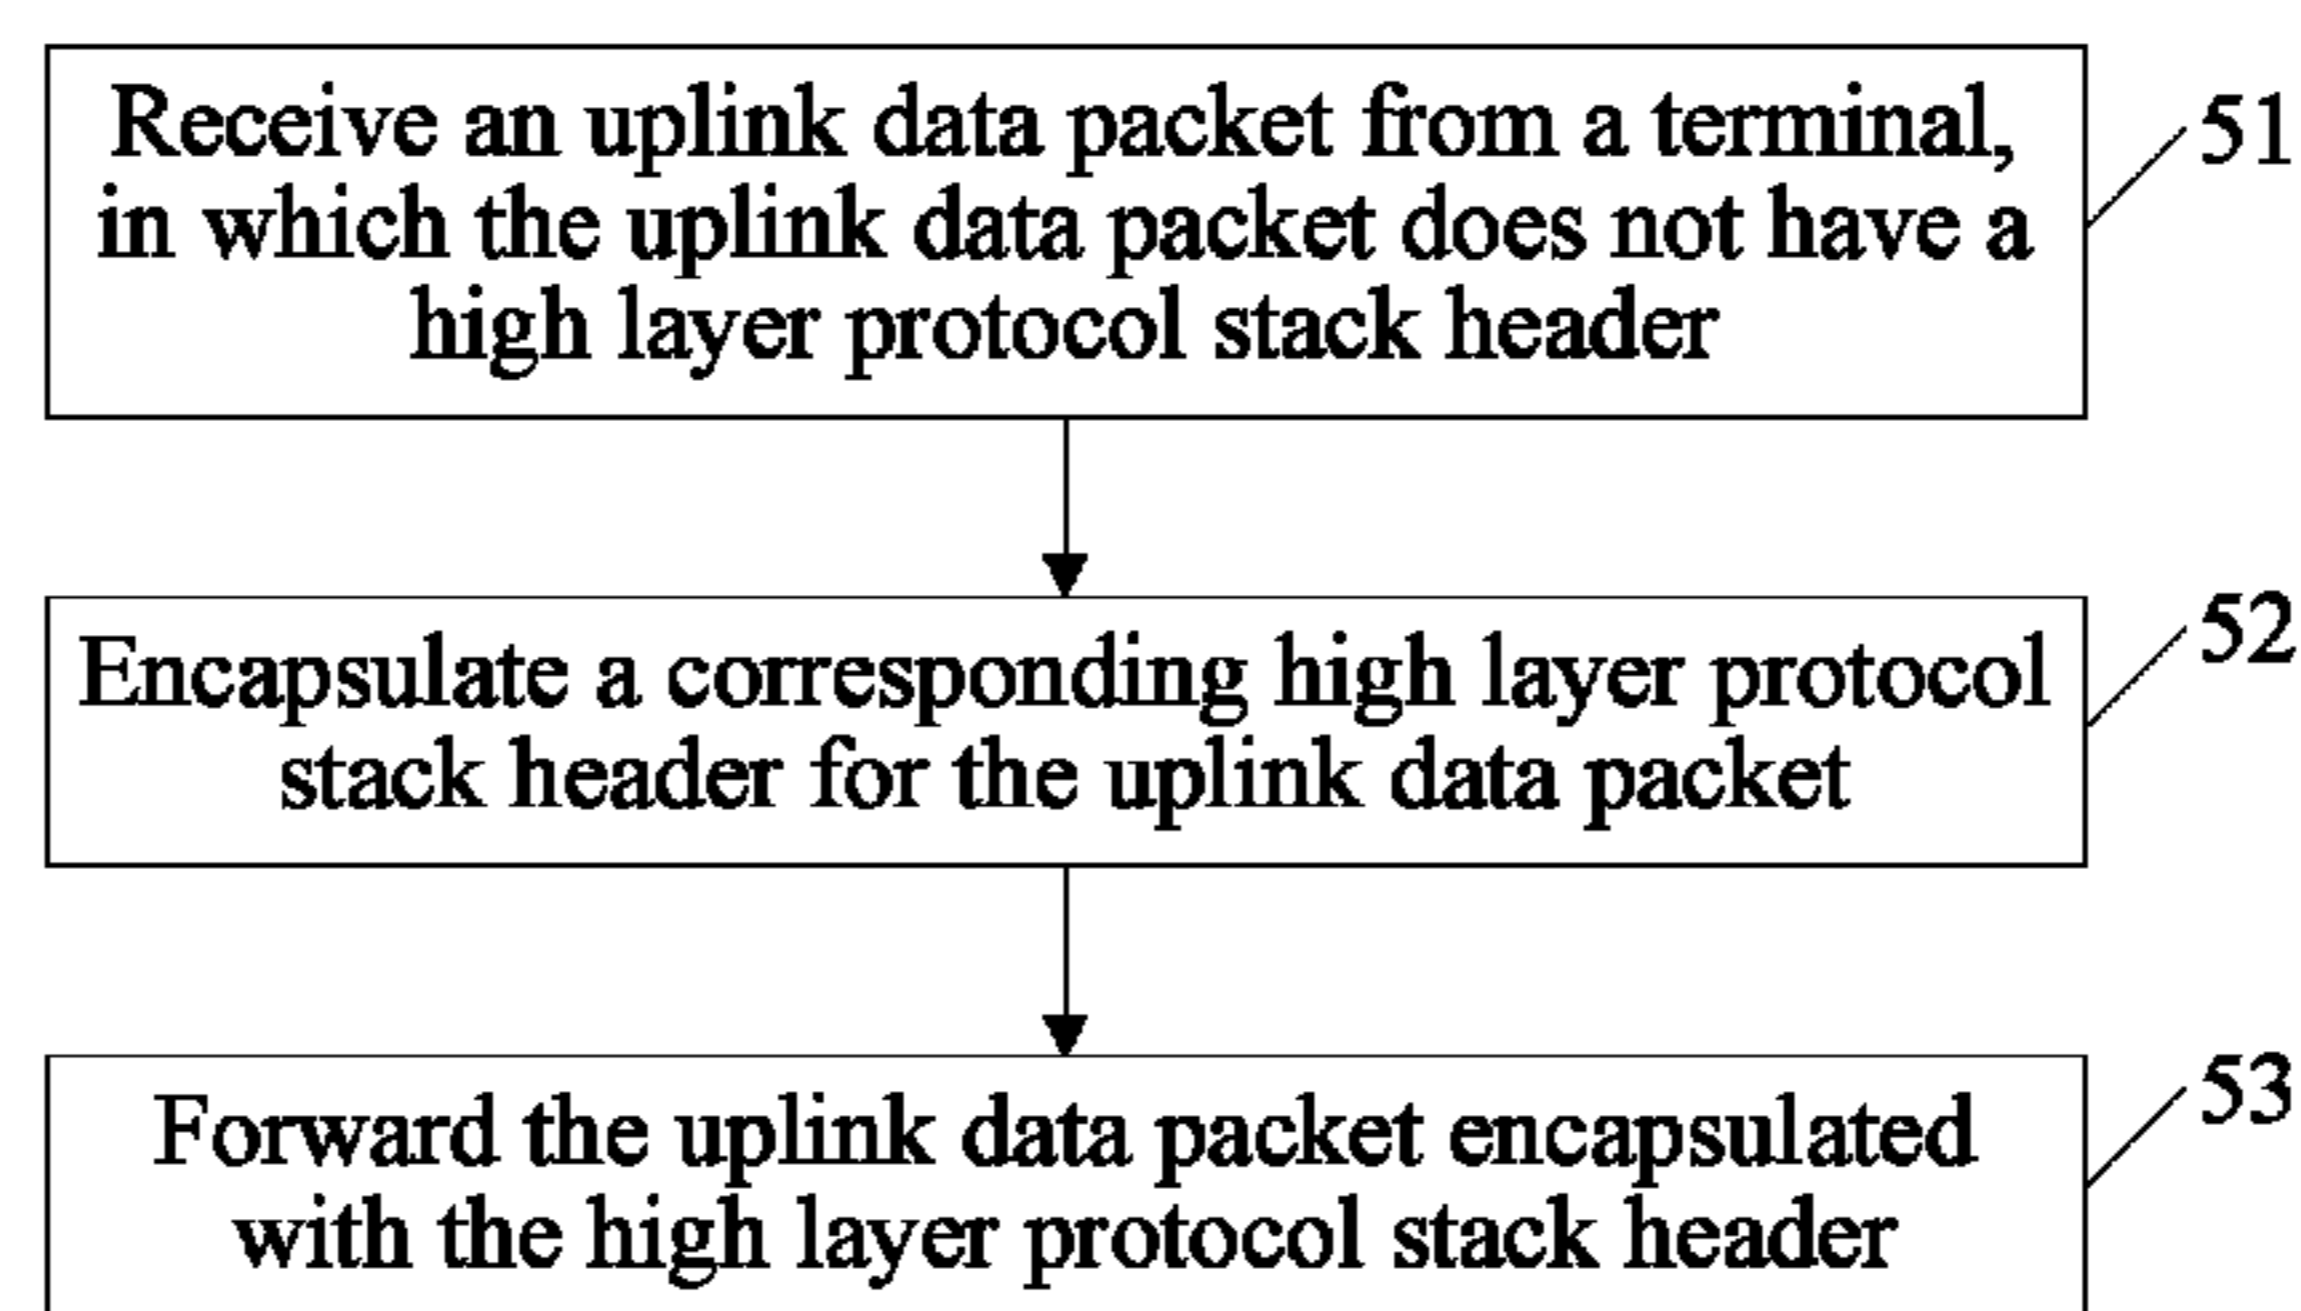 Receive an uplink data packet from a terminal,
in which the uplink data packet does not have a
high layer protocol stack header
51
Encapsulate a corresponding high layer protocol
stack header for the uplink data packet
52
Forward the uplink data packet encapsulated
with the high layer protocol stack header
53